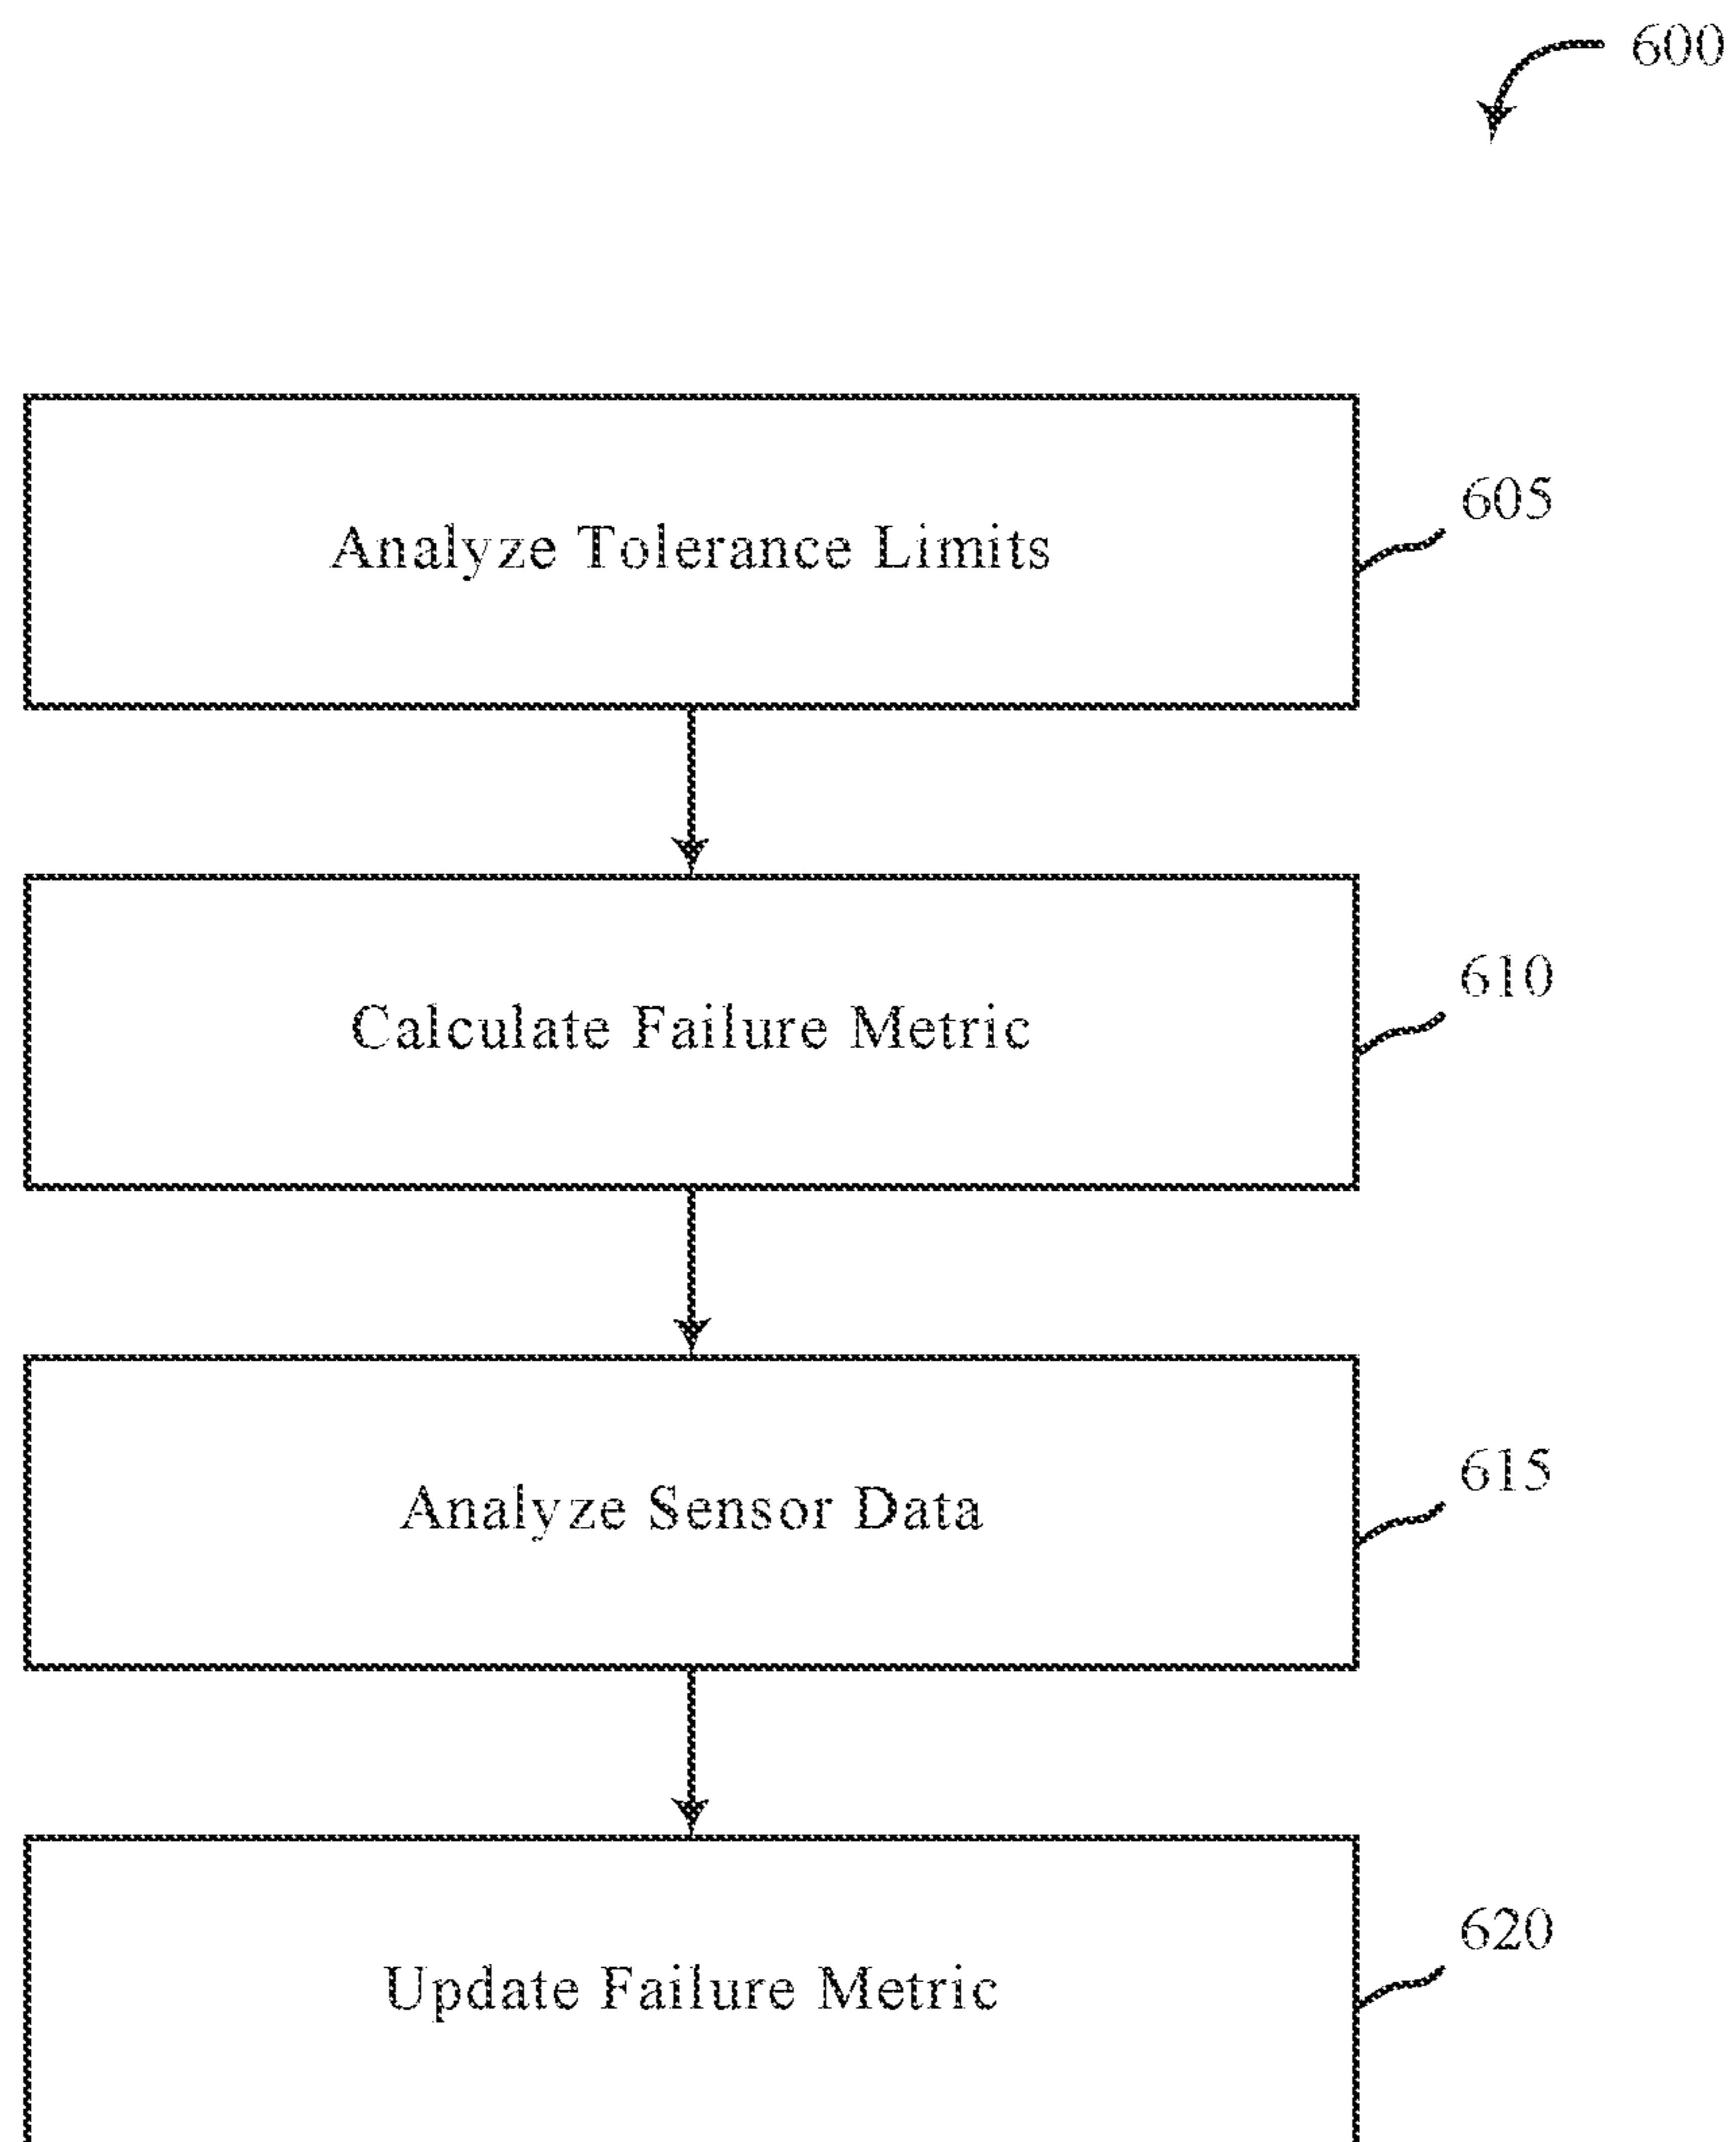 600
Analyze Tolerance Limits
605
Calculate Failure Metric
610
Analyze Sensor Data
615
Update Failure Metric
620